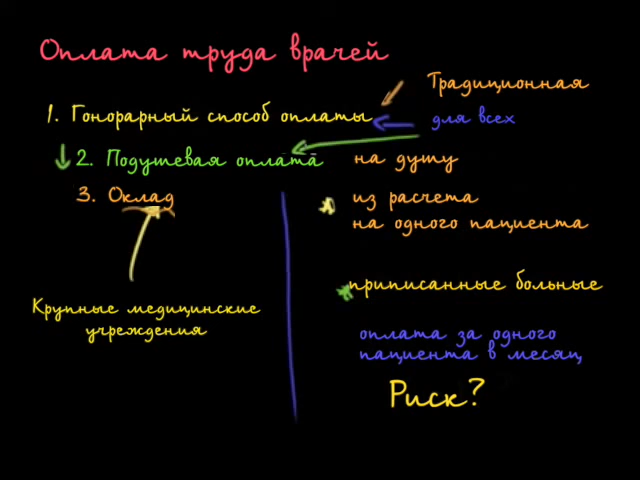 Оплата труда врачей
Традиционная
1. Гонорарный способ оплаты
для всех
2. Подушевая оплата
на душу
3. Оклад
из расчета
на одного пациента
приписанные больные
Крупные медицинские
учреждения
оплата за одного
пациента в месяц
Риск?